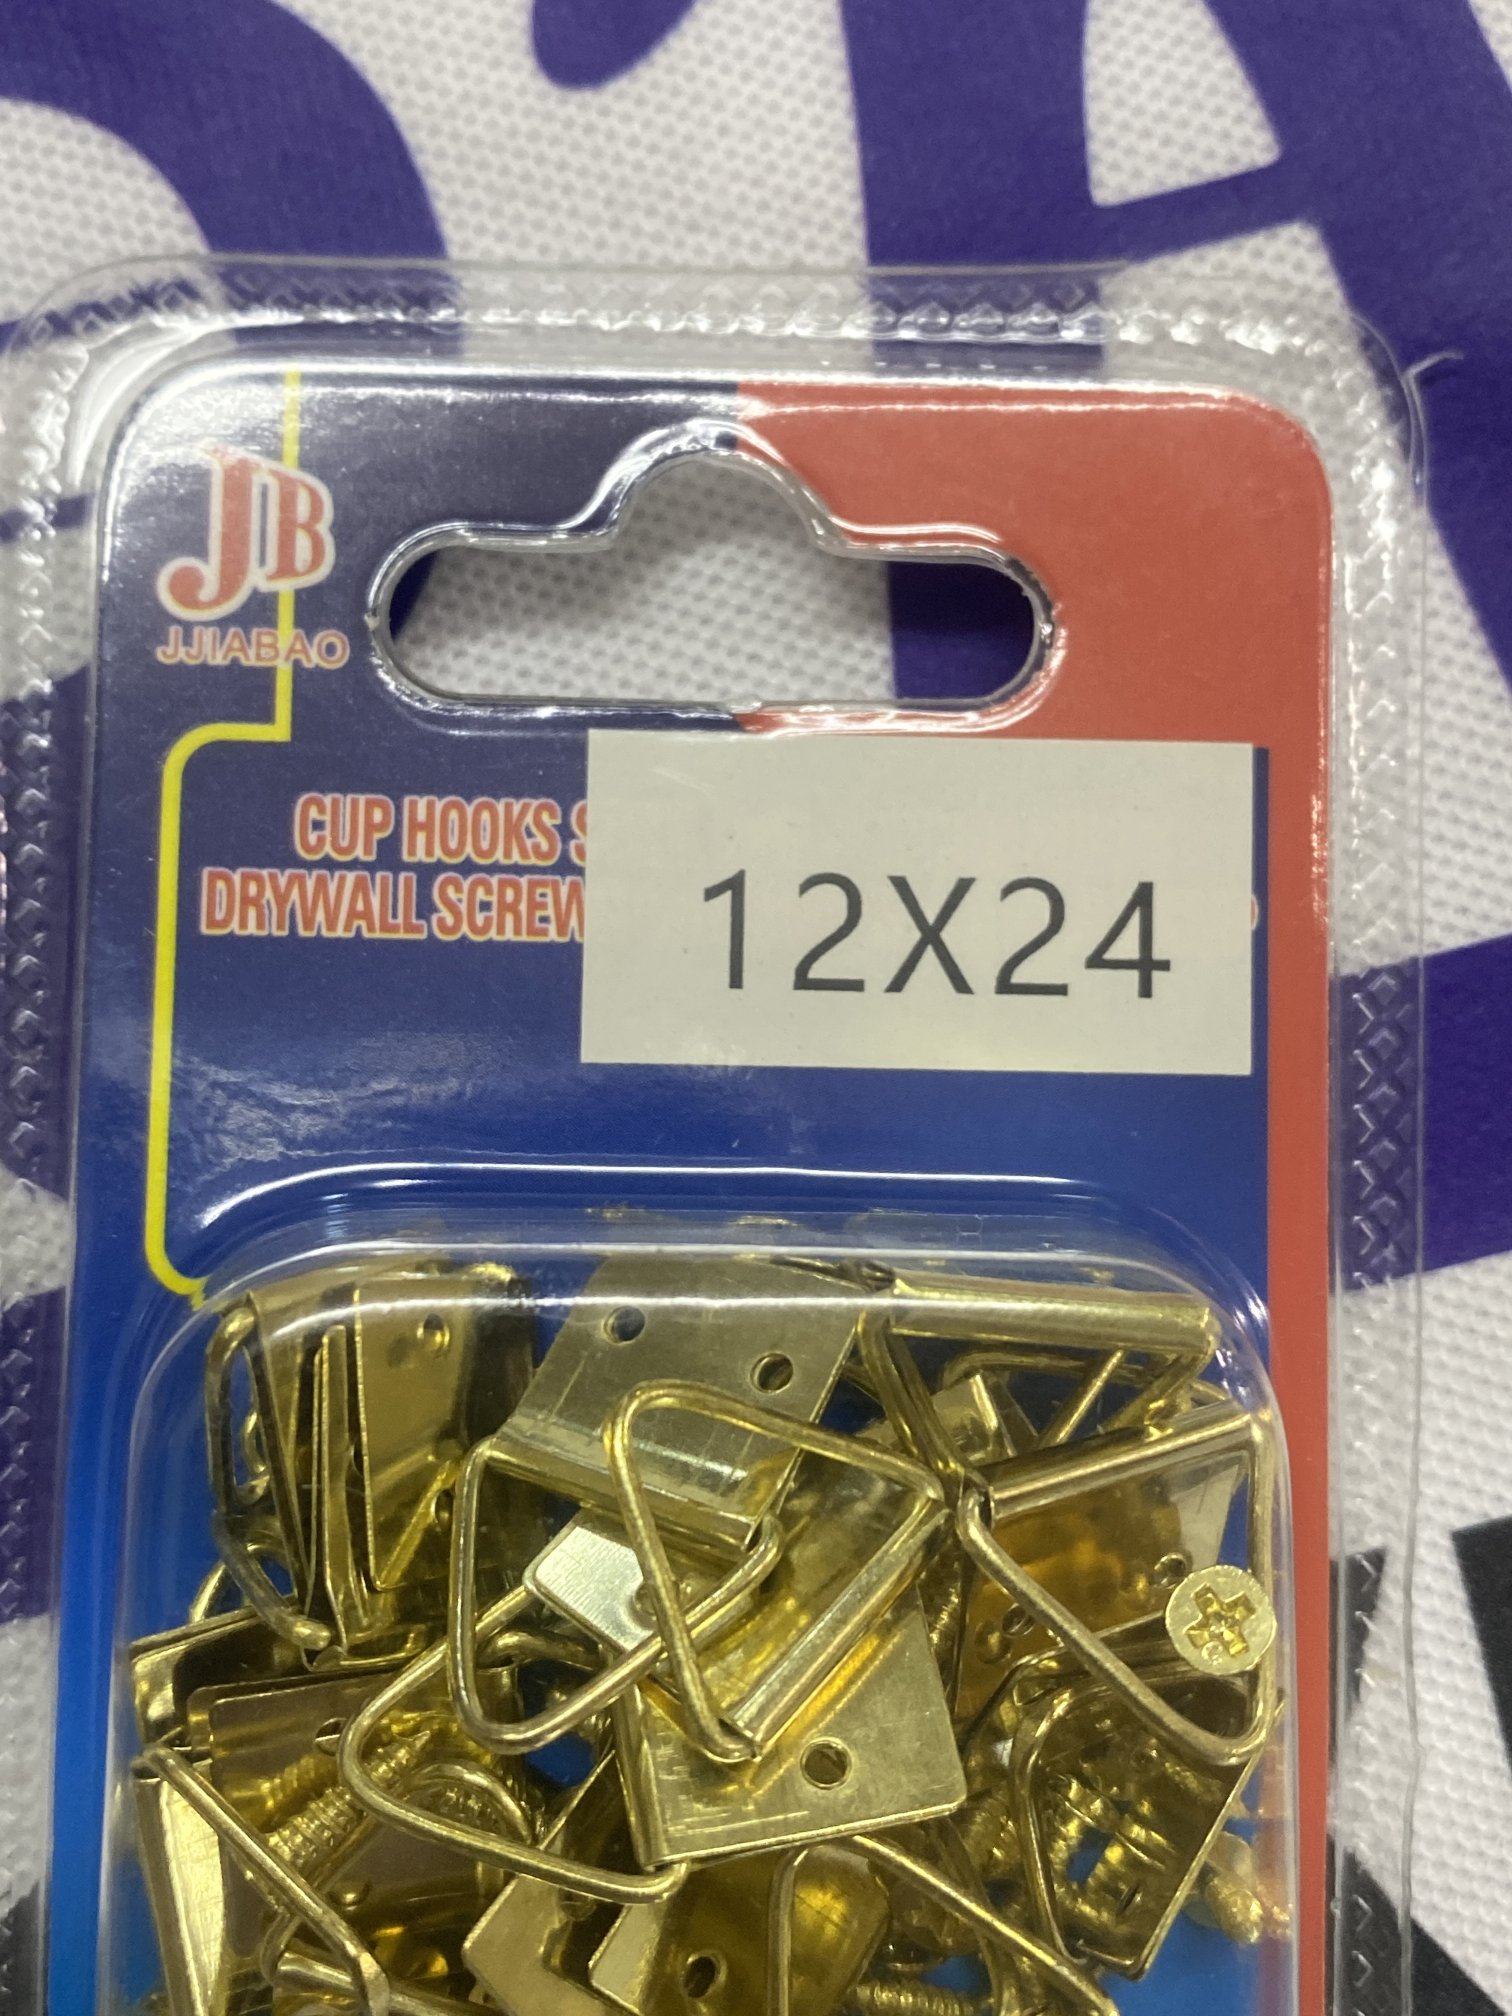 JB
JJIABAO
CUP HOOKS
DRYWALL SCREW
12X24